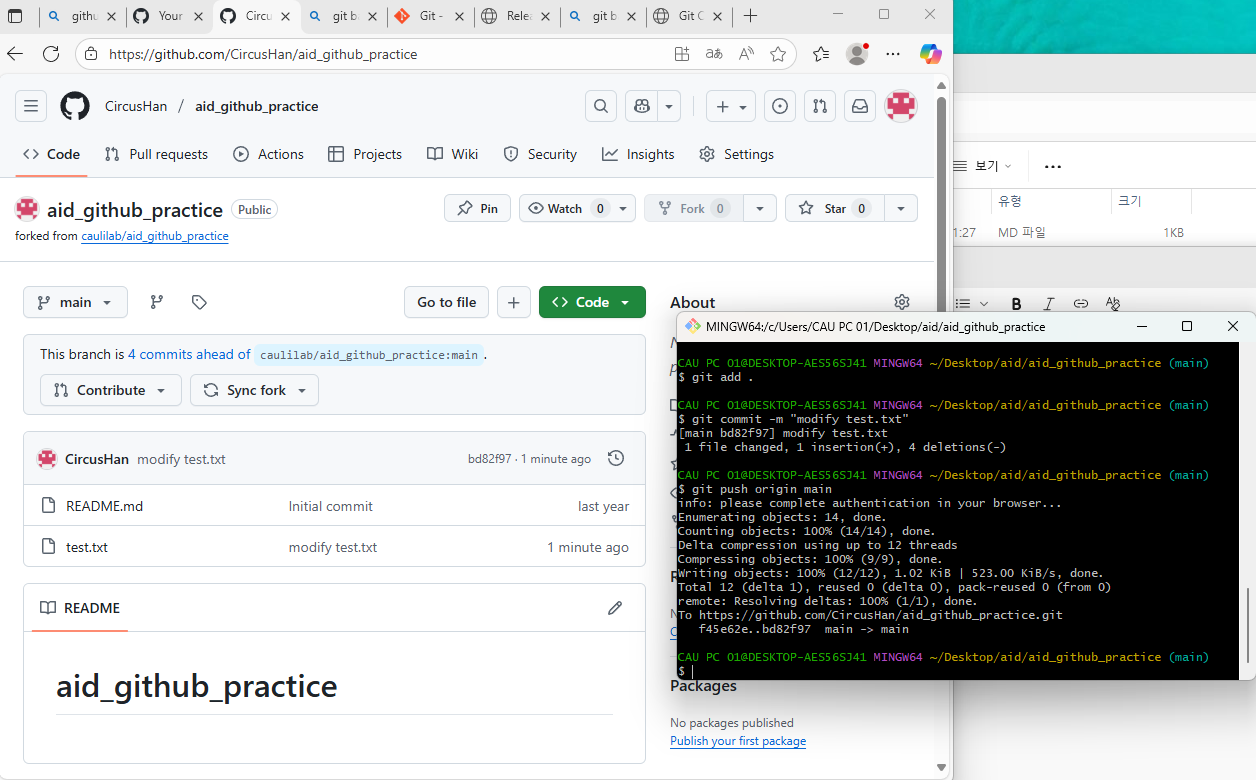 githu
Your
Circu
git b
Git -
Relea
git b
Git C
https://github.com/CircusHan/aid_github_practice
CircusHan / aid_github_practice
Code
Pull requests
Actions
Projects
Wiki
Security
Insights
Settings
aid_github_practice Public
Pin
Watch 0
Fork 0
Star 0
forked from caulilab/aid_github_practice
main
Go to file
Code
This branch is 4 commits ahead of caulilab/aid_github_practice:main .
Contribute
Sync fork
CircusHan modify test.txt bd82f97 · 1 minute ago
README.md Initial commit last year
test.txt modify test.txt 1 minute ago
README
aid_github_practice
About
Packages
No packages published
Publish your first package
보기
유형 크기
1:27 MD 파일 1KB
MINGW64:/c/Users/CAU PC 01/Desktop/aid/aid_github_practice
CAU PC 01@DESKTOP-AES56SJ41 MINGW64 ~/Desktop/aid/aid_github_practice (main)
$ git add .
CAU PC 01@DESKTOP-AES56SJ41 MINGW64 ~/Desktop/aid/aid_github_practice (main)
$ git commit -m "modify test.txt"
[main bd82f97] modify test.txt
1 file changed, 1 insertion(+), 4 deletions(-)
CAU PC 01@DESKTOP-AES56SJ41 MINGW64 ~/Desktop/aid/aid_github_practice (main)
$ git push origin main
info: please complete authentication in your browser...
Enumerating objects: 14, done.
Counting objects: 100% (14/14), done.
Delta compression using up to 12 threads
Compressing objects: 100% (9/9), done.
Writing objects: 100% (12/12), 1.02 KiB | 523.00 KiB/s, done.
Total 12 (delta 1), reused 0 (delta 0), pack-reused 0 (from 0)
remote: Resolving deltas: 100% (1/1), done.
To https://github.com/CircusHan/aid_github_practice.git
f45e62e..bd82f97 main -> main
CAU PC 01@DESKTOP-AES56SJ41 MINGW64 ~/Desktop/aid/aid_github_practice (main)
$